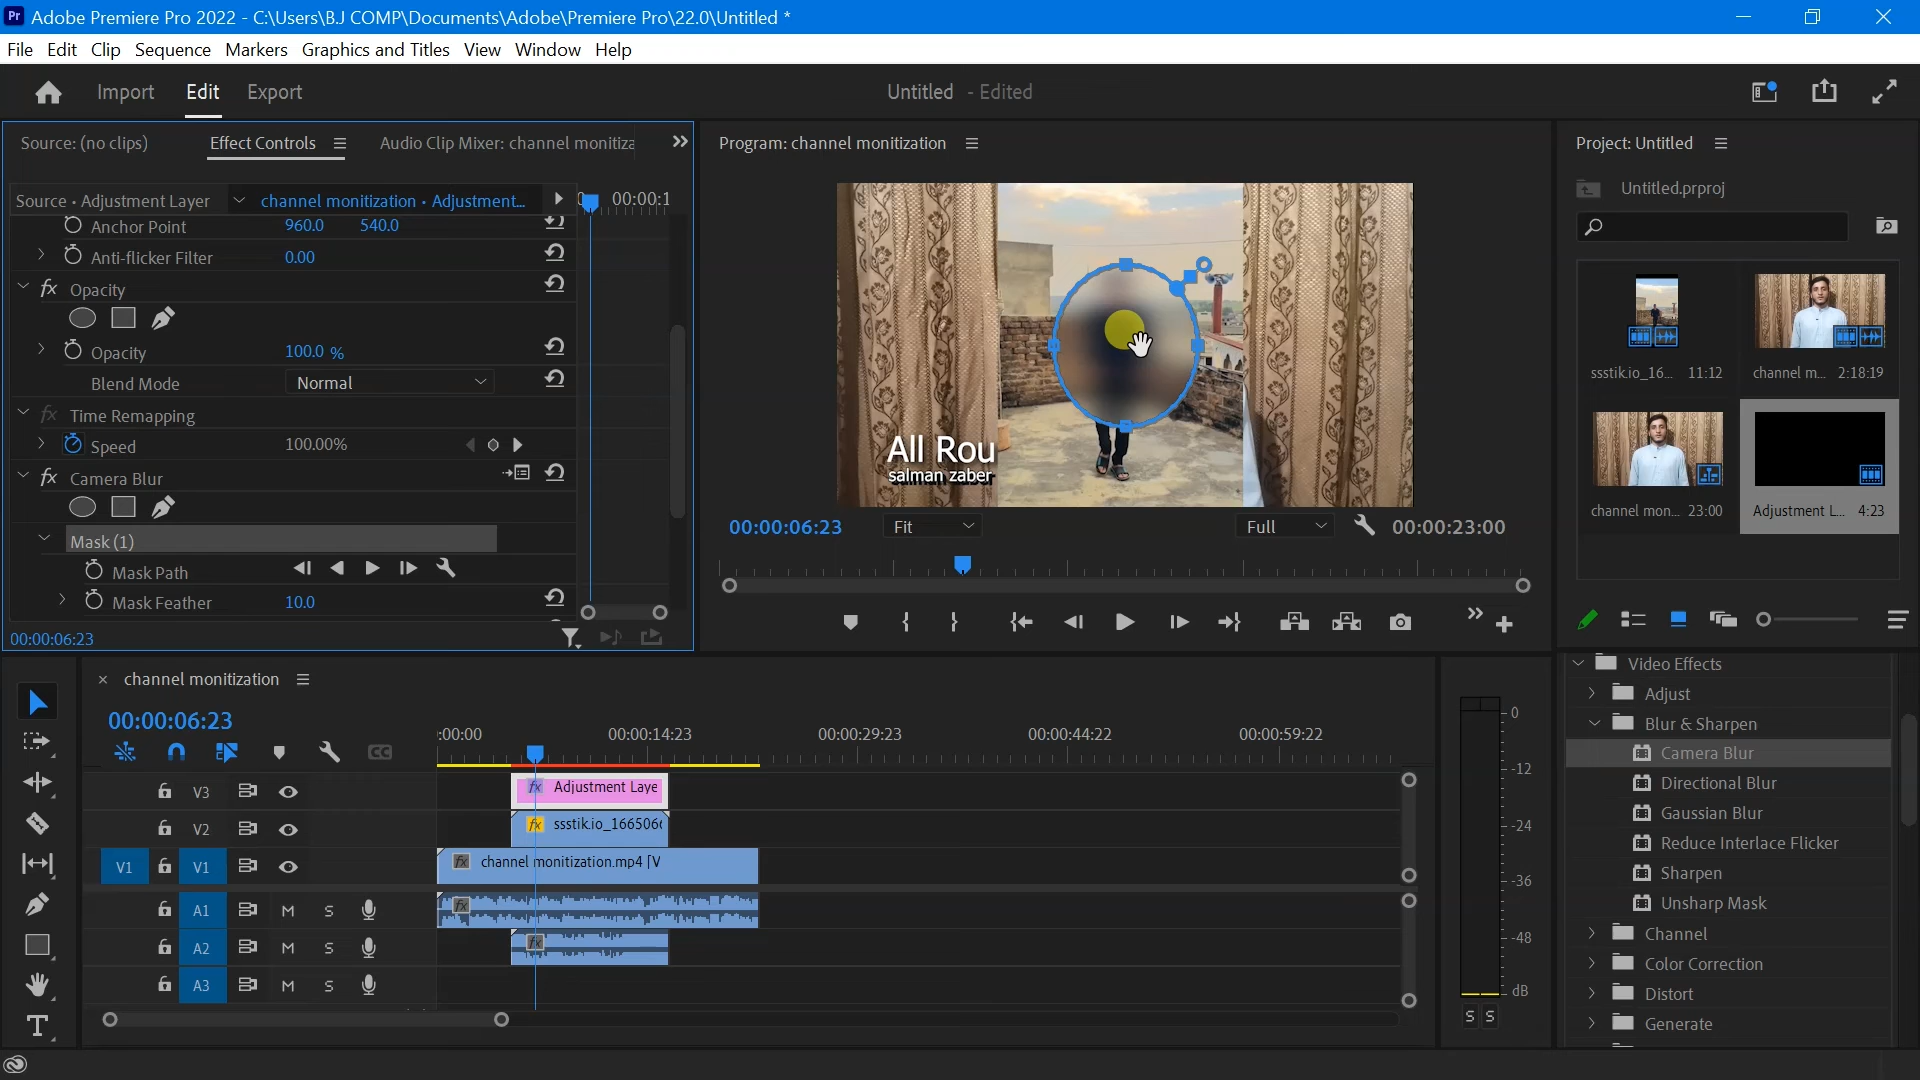 Adobe Premiere Pro 2022 - C:\Users\B.J COMP\Documents\Adobe\Premiere Pro\22.0\Untitled *
File Edit Clip Sequence Markers Graphics and Titles View Window Help
Import Edit Export
Untitled - Edited
Source: (no clips)
Effect Controls
Audio Clip Mixer: channel monitiza
Source • Adjustment Layer
channel monitization • Adjustment...
00:00:1
Anchor Point 960.0 540.0
Anti-flicker Filter 0.00
fx Opacity
Opacity 100.0 %
Blend Mode Normal
fx Time Remapping
Speed 100.00%
fx Camera Blur
Mask (1)
Mask Path
Mask Feather 10.0
00:00:06:23
Program: channel monitization
All Rou
salman zaber
00:00:06:23 Fit Full 00:00:23:00
Project: Untitled
Untitled.prproj
ssstik.io_16... 11:12
channel m... 2:18:19
channel mon... 23:00
Adjustment L... 4:23
channel monitization
00:00:06:23
:00:00 00:00:14:23 00:00:29:23 00:00:44:22 00:00:59:22
V3 fx Adjustment Laye
V2 fx ssstik.io_166506
V1 V1 fx channel monitization.mp4 [V
A1 M S fx
A2 M S fx
A3 M S
0
-12
-24
-36
-48
dB
S S
Video Effects
Adjust
Blur & Sharpen
Camera Blur
Directional Blur
Gaussian Blur
Reduce Interlace Flicker
Sharpen
Unsharp Mask
Channel
Color Correction
Distort
Generate